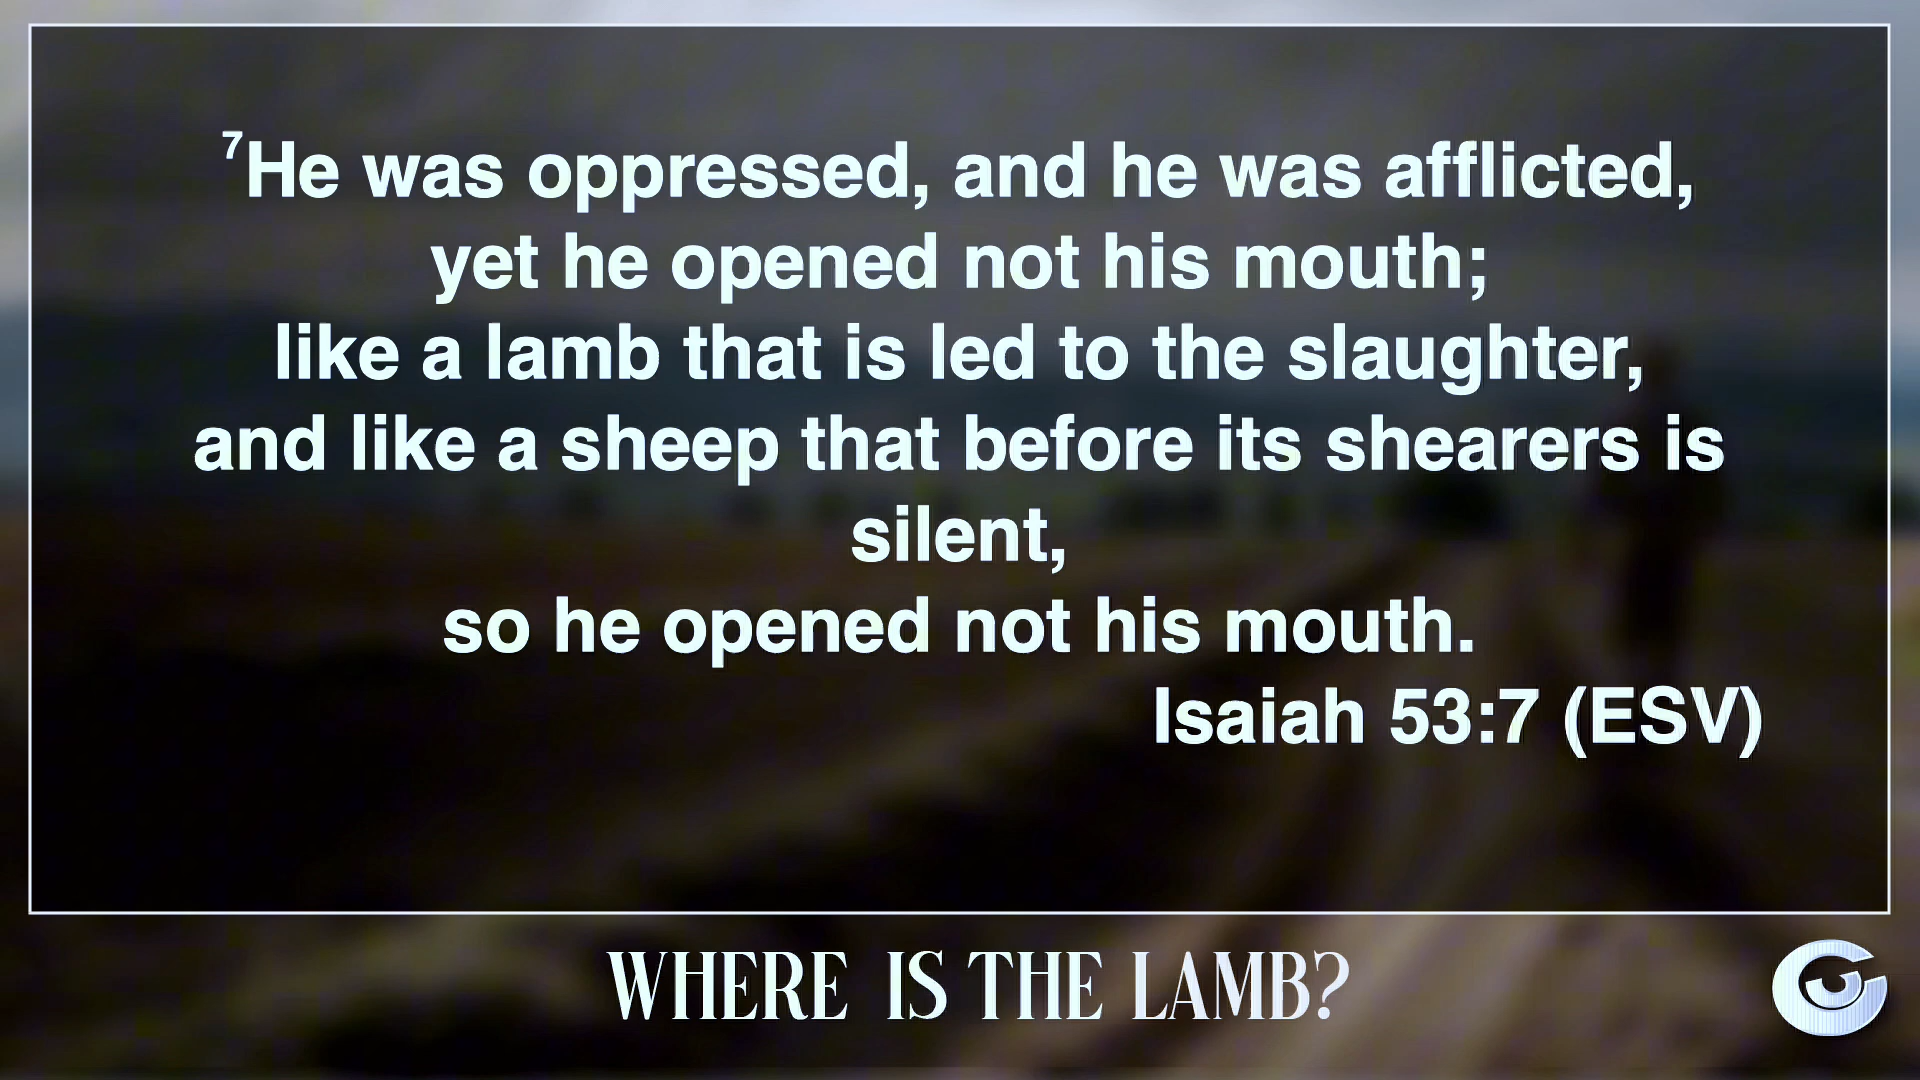 7He was oppressed, and he was afflicted,
yet he opened not his mouth;
like a lamb that is led to the slaughter,
and like a sheep that before its shearers is
silent,
so he opened not his mouth.
Isaiah 53:7 (ESV)
WHERE IS THE LAMB?